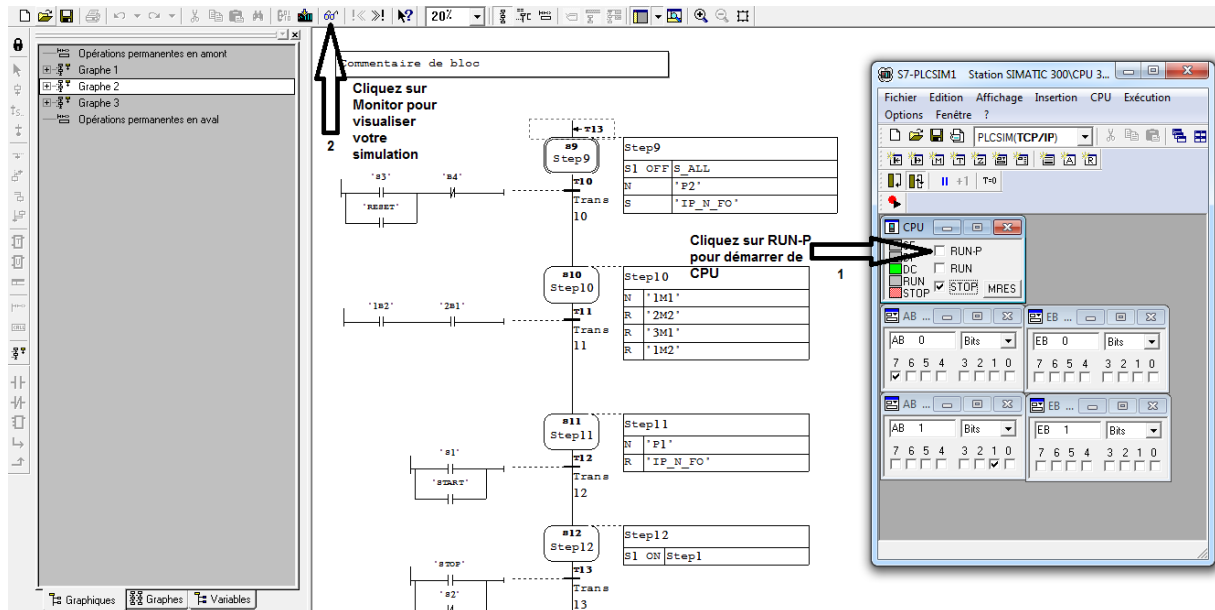 20%
Opérations permanentes en amont
Graphe 1
Graphe 2
Graphe 3
Opérations permanentes en aval
Graphiques
Graphes
Variables
Commentaire de bloc
Cliquez sur
Monitor pour
visualiser
votre
simulation
2
T13
S9
Step9
"S3"
"B4"
"RESET"
T10
Trans
10
Step9
S1 OFF S_ALL
N "P2"
S "IP_N_FO"
Cliquez sur RUN-P
pour démarrer de
CPU
1
S10
Step10
"1B2"
"2B1"
T11
Trans
11
Step10
N "1M1"
R "2M2"
R "3M1"
R "1M2"
S11
Step11
"S1"
"START"
T12
Trans
12
Step11
N "P1"
R "IP_N_FO"
S12
Step12
"STOP"
"S2"
T13
Trans
13
Step12
S1 ON Step1
S7-PLCSIM1 Station SIMATIC 300\CPU 3...
Fichier Edition Affichage Insertion CPU Exécution
Options Fenêtre ?
PLCSIM(TCP/IP)
+1
T=0
CPU
SF
DP
DC
RUN
STOP
RUN-P
RUN
STOP
MRES
AB ...
AB 0
Bits
7 6 5 4 3 2 1 0
EB ...
EB 0
Bits
7 6 5 4 3 2 1 0
AB ...
AB 1
Bits
7 6 5 4 3 2 1 0
EB ...
EB 1
Bits
7 6 5 4 3 2 1 0